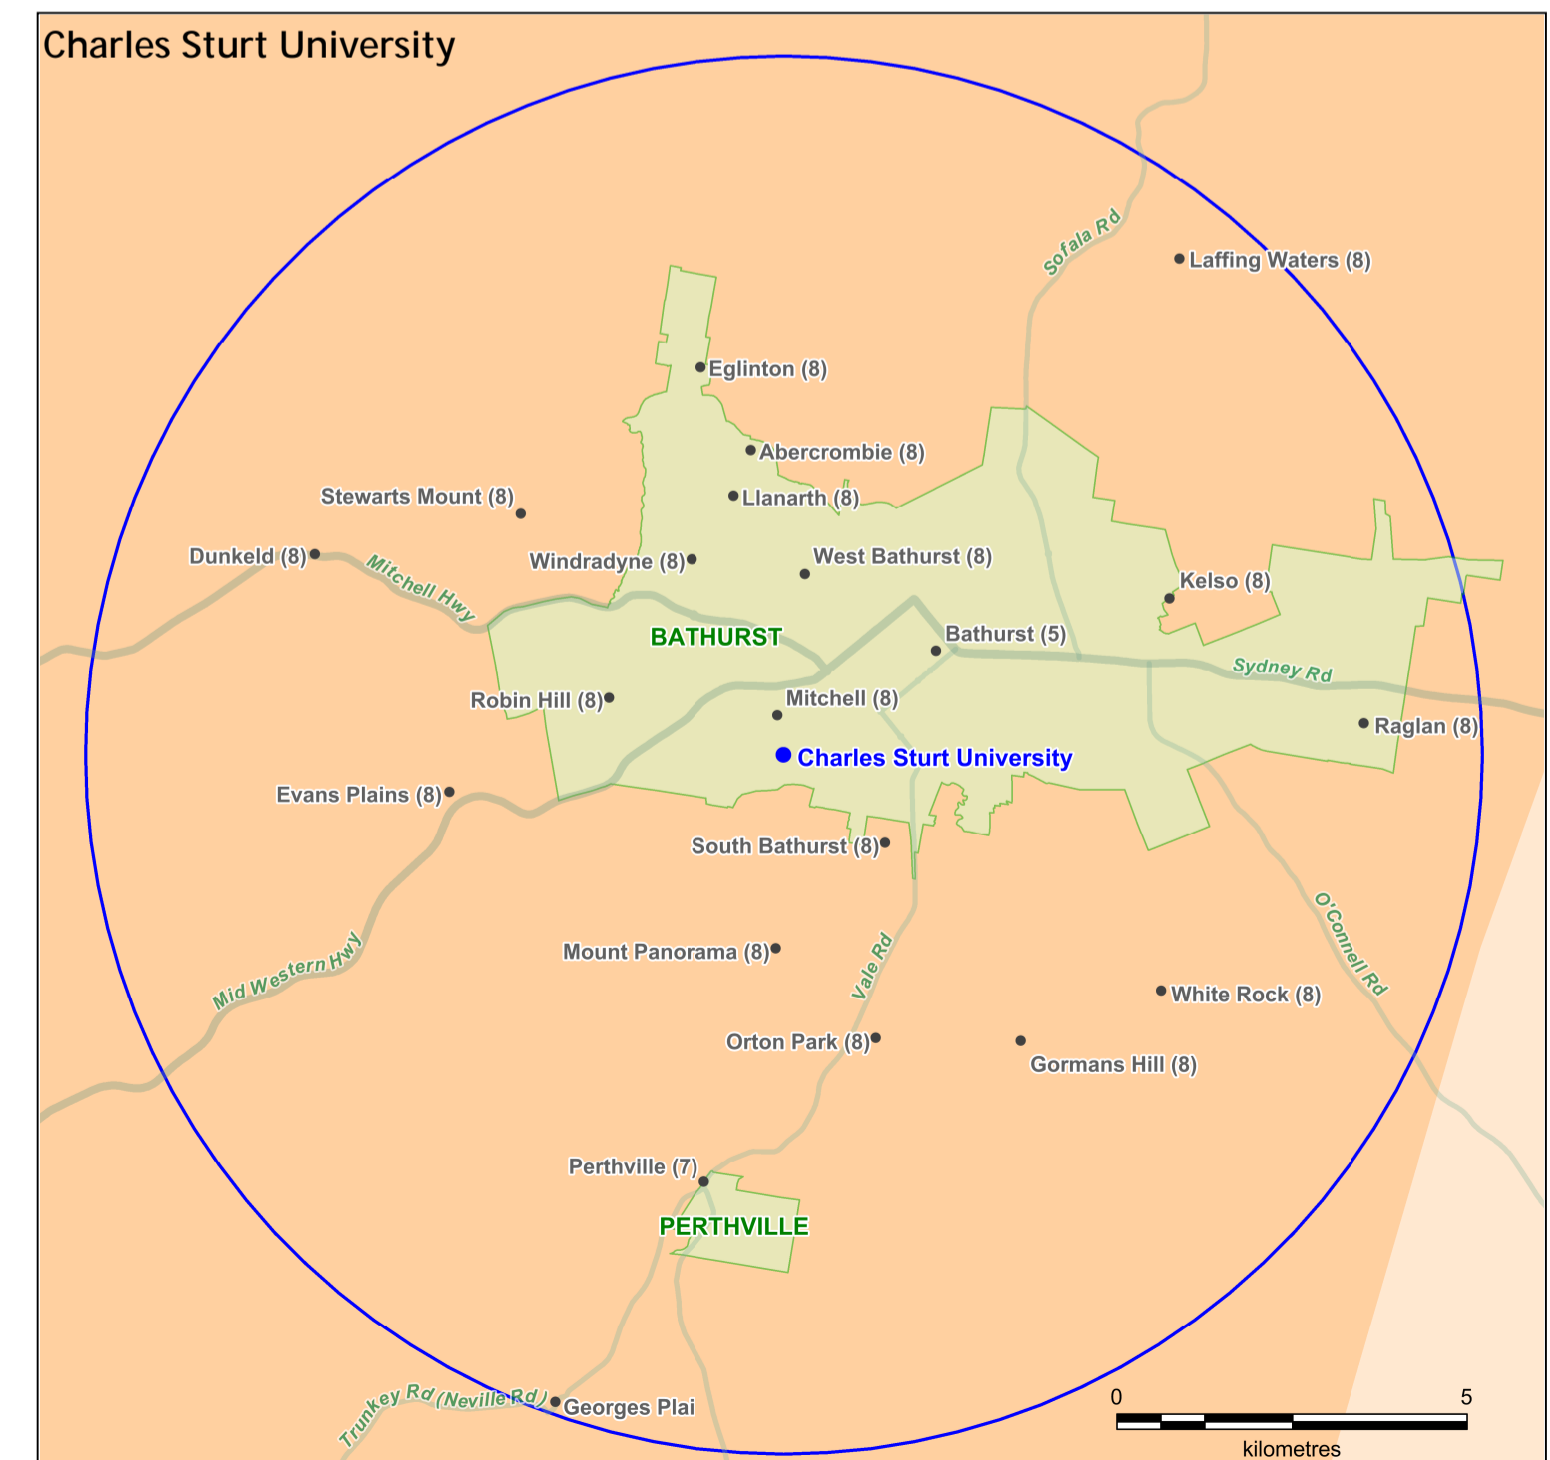 Charles Sturt University
Sofala Rd
Laffing Waters (8)
Eglinton (8)
Abercrombie (8)
Stewarts Mount (8)
Llanarth (8)
Dunkeld (8)
Mitchell Hwy
Windradyne (8)
West Bathurst (8)
Kelso (8)
BATHURST
Bathurst (5)
Sydney Rd
Robin Hill (8)
Mitchell (8)
Raglan (8)
Charles Sturt University
Evans Plains (8)
South Bathurst (8)
O'Connell Rd
Mount Panorama (8)
Vale Rd
Mid Western Hwy
White Rock (8)
Orton Park (8)
Gormans Hill (8)
Perthville (7)
PERTHVILLE
Trunkey Rd (Neville Rd)
Georges Plai
0 5
kilometres